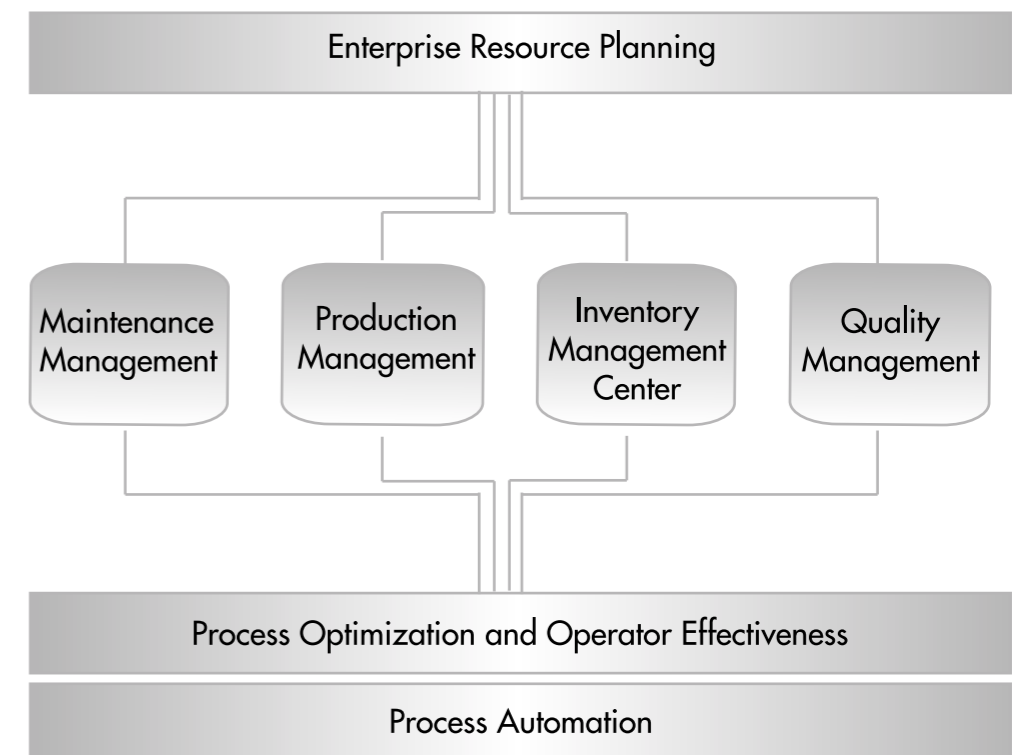 Enterprise Resource Planning
Maintenance
Management
Production
Management
Inventory
Management
Center
Quality
Management
Process Optimization and Operator Effectiveness
Process Automation